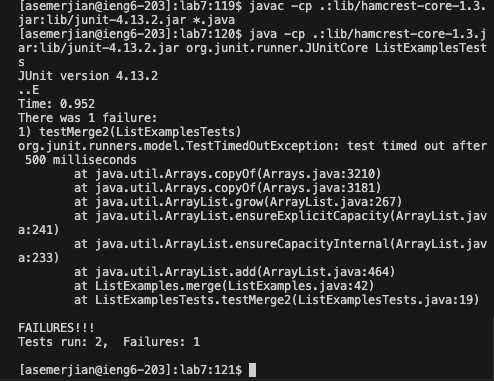 [asemerjian@ieng6-203]:lab7:119$ javac -cp .:lib/hamcrest-core-1.3.
jar:lib/junit-4.13.2.jar *.java
[asemerjian@ieng6-203]:lab7:120$ java -cp .:lib/hamcrest-core-1.3.j
ar:lib/junit-4.13.2.jar org.junit.runner.JUnitCore ListExamplesTest
s
JUnit version 4.13.2
..E
Time: 0.952
There was 1 failure:
1) testMerge2(ListExamplesTests)
org.junit.runners.model.TestTimedOutException: test timed out after
 500 milliseconds
        at java.util.Arrays.copyOf(Arrays.java:3210)
        at java.util.Arrays.copyOf(Arrays.java:3181)
        at java.util.ArrayList.grow(ArrayList.java:267)
        at java.util.ArrayList.ensureExplicitCapacity(ArrayList.jav
a:241)
        at java.util.ArrayList.ensureCapacityInternal(ArrayList.jav
a:233)
        at java.util.ArrayList.add(ArrayList.java:464)
        at ListExamples.merge(ListExamples.java:42)
        at ListExamplesTests.testMerge2(ListExamplesTests.java:19)

FAILURES!!!
Tests run: 2,  Failures: 1

[asemerjian@ieng6-203]:lab7:121$